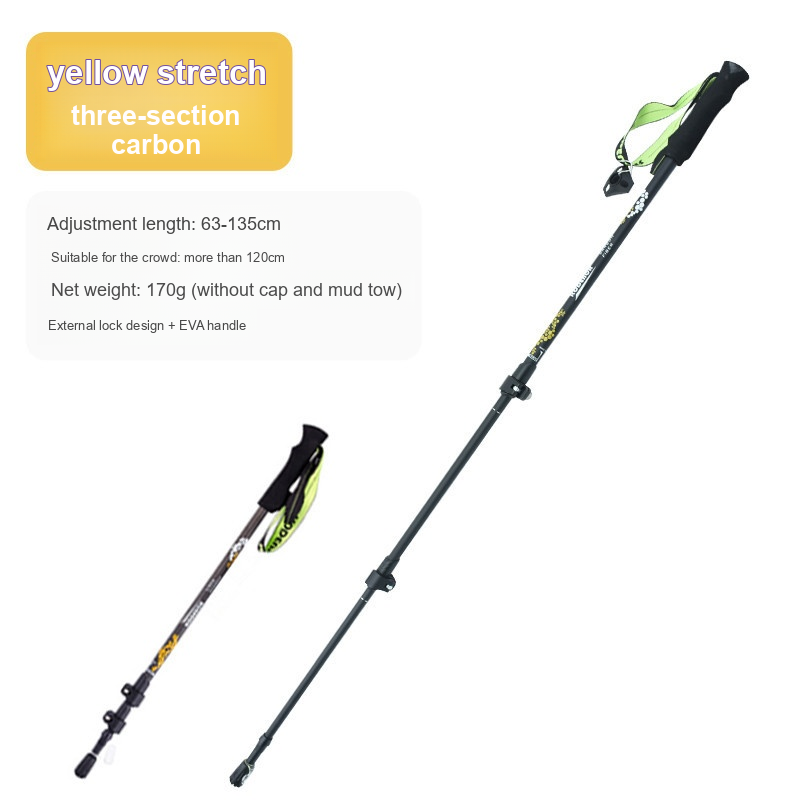 yellow stretch
three-section
carbon
Adjustment length: 63-135cm
Suitable for the crowd: more than 120cm
Net weight: 170g (without cap and mud tow)
External lock design + EVA handle